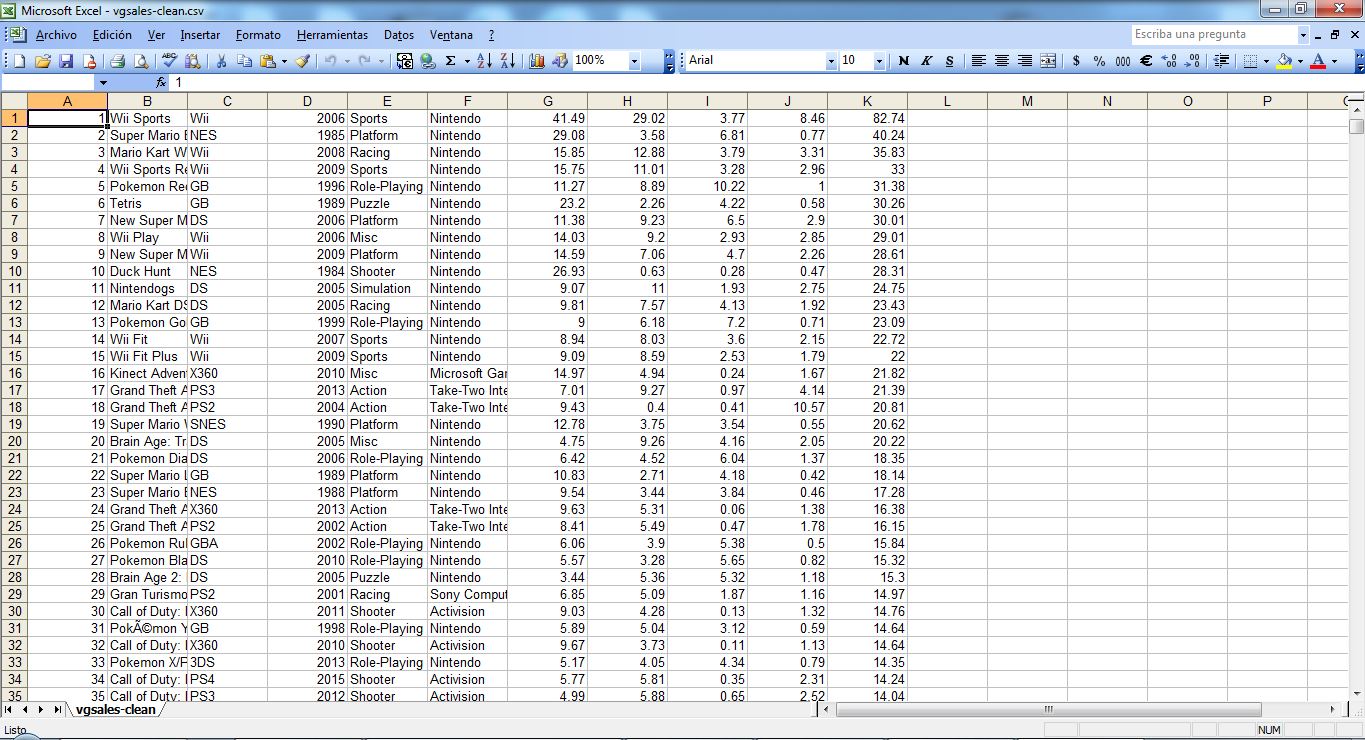 Microsoft Excel - vgsales-clean.csv
Archivo Edición Ver Insertar Formato Herramientas Datos Ventana ? Escriba una pregunta
100% Arial 10 N K S $ % 000 €
fx 1
A B C D E F G H I J K L M N O P
1 1 Wii Sports Wii 2006 Sports Nintendo 41.49 29.02 3.77 8.46 82.74
2 2 Super Mario NES 1985 Platform Nintendo 29.08 3.58 6.81 0.77 40.24
3 3 Mario Kart W Wii 2008 Racing Nintendo 15.85 12.88 3.79 3.31 35.83
4 4 Wii Sports Re Wii 2009 Sports Nintendo 15.75 11.01 3.28 2.96 33
5 5 Pokemon Rec GB 1996 Role-Playing Nintendo 11.27 8.89 10.22 1 31.38
6 6 Tetris GB 1989 Puzzle Nintendo 23.2 2.26 4.22 0.58 30.26
7 7 New Super M DS 2006 Platform Nintendo 11.38 9.23 6.5 2.9 30.01
8 8 Wii Play Wii 2006 Misc Nintendo 14.03 9.2 2.93 2.85 29.01
9 9 New Super M Wii 2009 Platform Nintendo 14.59 7.06 4.7 2.26 28.61
10 10 Duck Hunt NES 1984 Shooter Nintendo 26.93 0.63 0.28 0.47 28.31
11 11 Nintendogs DS 2005 Simulation Nintendo 9.07 11 1.93 2.75 24.75
12 12 Mario Kart DS DS 2005 Racing Nintendo 9.81 7.57 4.13 1.92 23.43
13 13 Pokemon Go GB 1999 Role-Playing Nintendo 9 6.18 7.2 0.71 23.09
14 14 Wii Fit Wii 2007 Sports Nintendo 8.94 8.03 3.6 2.15 22.72
15 15 Wii Fit Plus Wii 2009 Sports Nintendo 9.09 8.59 2.53 1.79 22
16 16 Kinect Adven X360 2010 Misc Microsoft Gar 14.97 4.94 0.24 1.67 21.82
17 17 Grand Theft A PS3 2013 Action Take-Two Inte 7.01 9.27 0.97 4.14 21.39
18 18 Grand Theft A PS2 2004 Action Take-Two Inte 9.43 0.4 0.41 10.57 20.81
19 19 Super Mario V SNES 1990 Platform Nintendo 12.78 3.75 3.54 0.55 20.62
20 20 Brain Age: Tr DS 2005 Misc Nintendo 4.75 9.26 4.16 2.05 20.22
21 21 Pokemon Dia DS 2006 Role-Playing Nintendo 6.42 4.52 6.04 1.37 18.35
22 22 Super Mario L GB 1989 Platform Nintendo 10.83 2.71 4.18 0.42 18.14
23 23 Super Mario NES 1988 Platform Nintendo 9.54 3.44 3.84 0.46 17.28
24 24 Grand Theft A X360 2013 Action Take-Two Inte 9.63 5.31 0.06 1.38 16.38
25 25 Grand Theft A PS2 2002 Action Take-Two Inte 8.41 5.49 0.47 1.78 16.15
26 26 Pokemon Rul GBA 2002 Role-Playing Nintendo 6.06 3.9 5.38 0.5 15.84
27 27 Pokemon Bla DS 2010 Role-Playing Nintendo 5.57 3.28 5.65 0.82 15.32
28 28 Brain Age 2: DS 2005 Puzzle Nintendo 3.44 5.36 5.32 1.18 15.3
29 29 Gran Turismo PS2 2001 Racing Sony Comput 6.85 5.09 1.87 1.16 14.97
30 30 Call of Duty: X360 2011 Shooter Activision 9.03 4.28 0.13 1.32 14.76
31 31 PokÃ©mon Y GB 1998 Role-Playing Nintendo 5.89 5.04 3.12 0.59 14.64
32 32 Call of Duty: X360 2010 Shooter Activision 9.67 3.73 0.11 1.13 14.64
33 33 Pokemon X/P 3DS 2013 Role-Playing Nintendo 5.17 4.05 4.34 0.79 14.35
34 34 Call of Duty: PS4 2015 Shooter Activision 5.77 5.81 0.35 2.31 14.24
35 35 Call of Duty: PS3 2012 Shooter Activision 4.99 5.88 0.65 2.52 14.04
vgsales-clean
Listo NUM